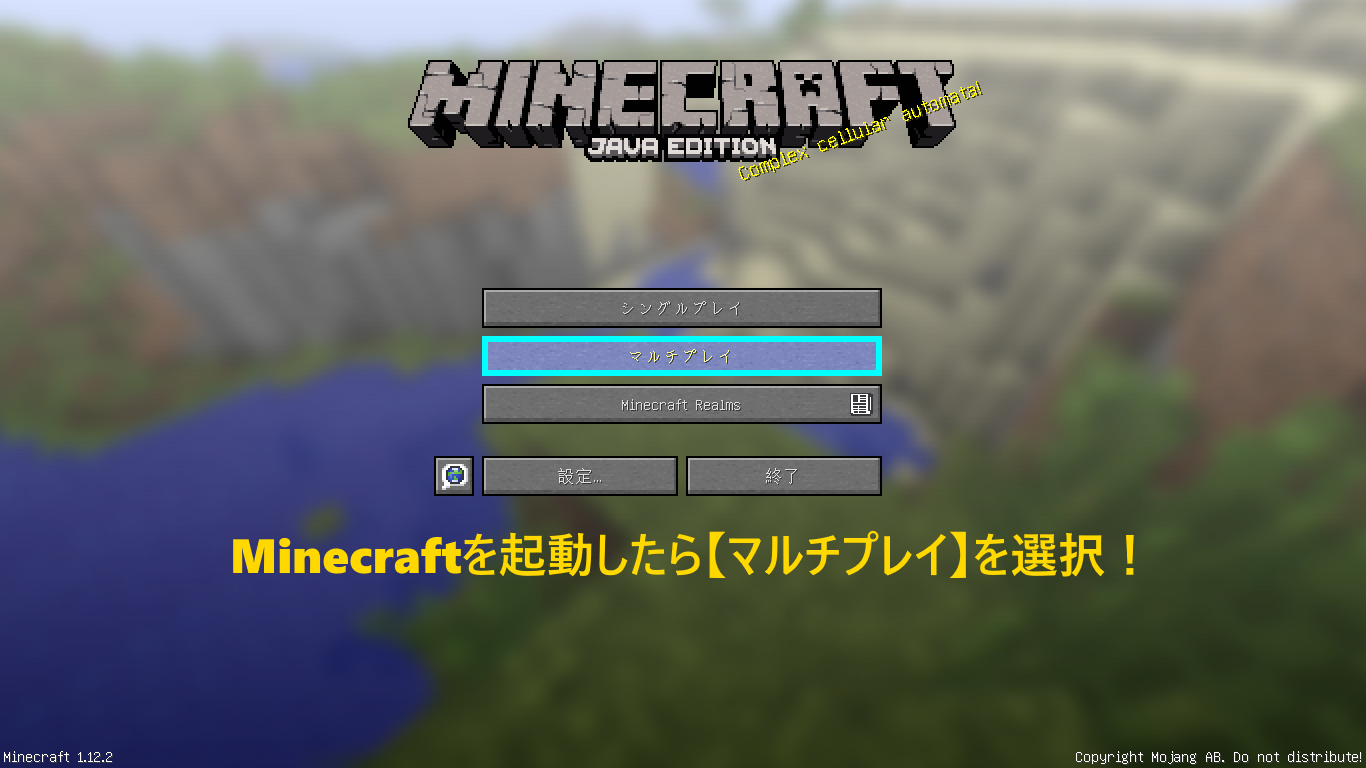 MINECRAFT
JAVA EDITION
Complex cellular automata!
シングルプレイ
マルチプレイ
Minecraft Realms
設定...
終了
Minecraftを起動したら【マルチプレイ】を選択！
Minecraft 1.12.2
Copyright Mojang AB. Do not distribute!